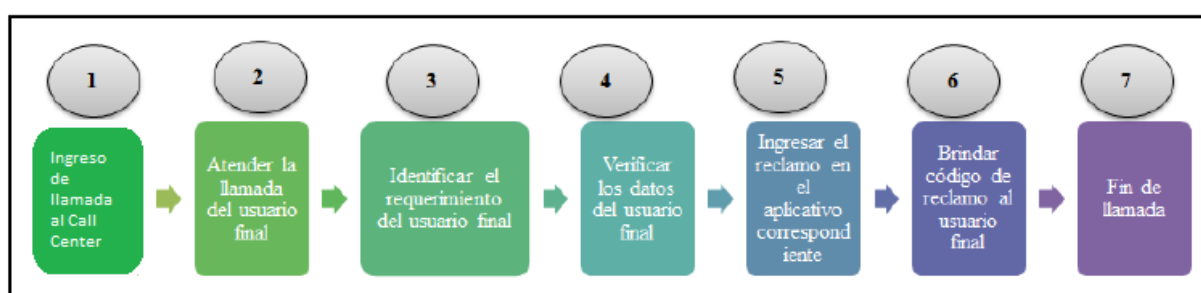 1
2
3
4
5
6
7
Ingreso
de
llamada
al Call
Center
Atender la
llamada
del usuario
final
Identificar el
requerimiento
del usuario final
Verificar
los datos
del usuario
final
Ingresar el
reclamo en
el
aplicativo
correspond
iente
Brindar
código de
reclamo al
usuario
final
Fin de
llamada